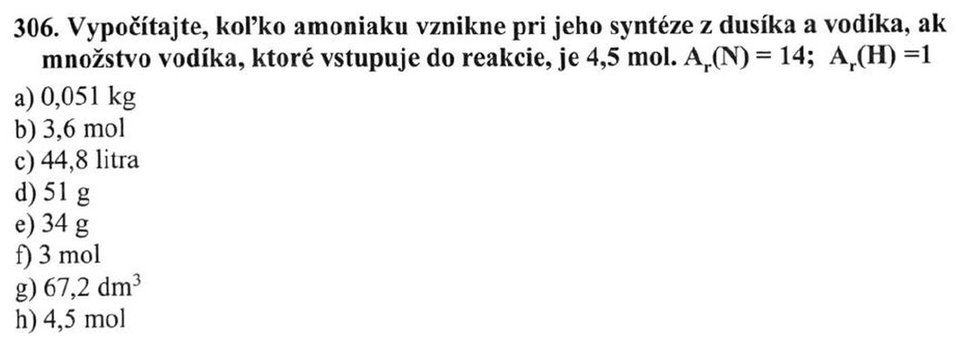 306. Vypočítajte, koľko amoniaku vznikne pri jeho syntéze z dusíka a vodíka, ak
množstvo vodíka, ktoré vstupuje do reakcie, je 4,5 mol. Aᵣ(N) = 14; Aᵣ(H) =1
a) 0,051 kg
b) 3,6 mol
c) 44,8 litra
d) 51 g
e) 34 g
f) 3 mol
g) 67,2 dm³
h) 4,5 mol